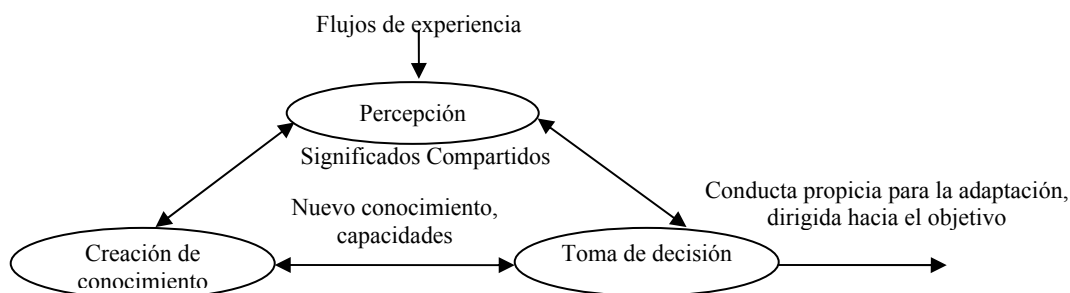 Flujos de experiencia
Percepción
Significados Compartidos
Nuevo conocimiento,
capacidades
Conducta propicia para la adaptación,
dirigida hacia el objetivo
Creación de
conocimiento
Toma de decisión